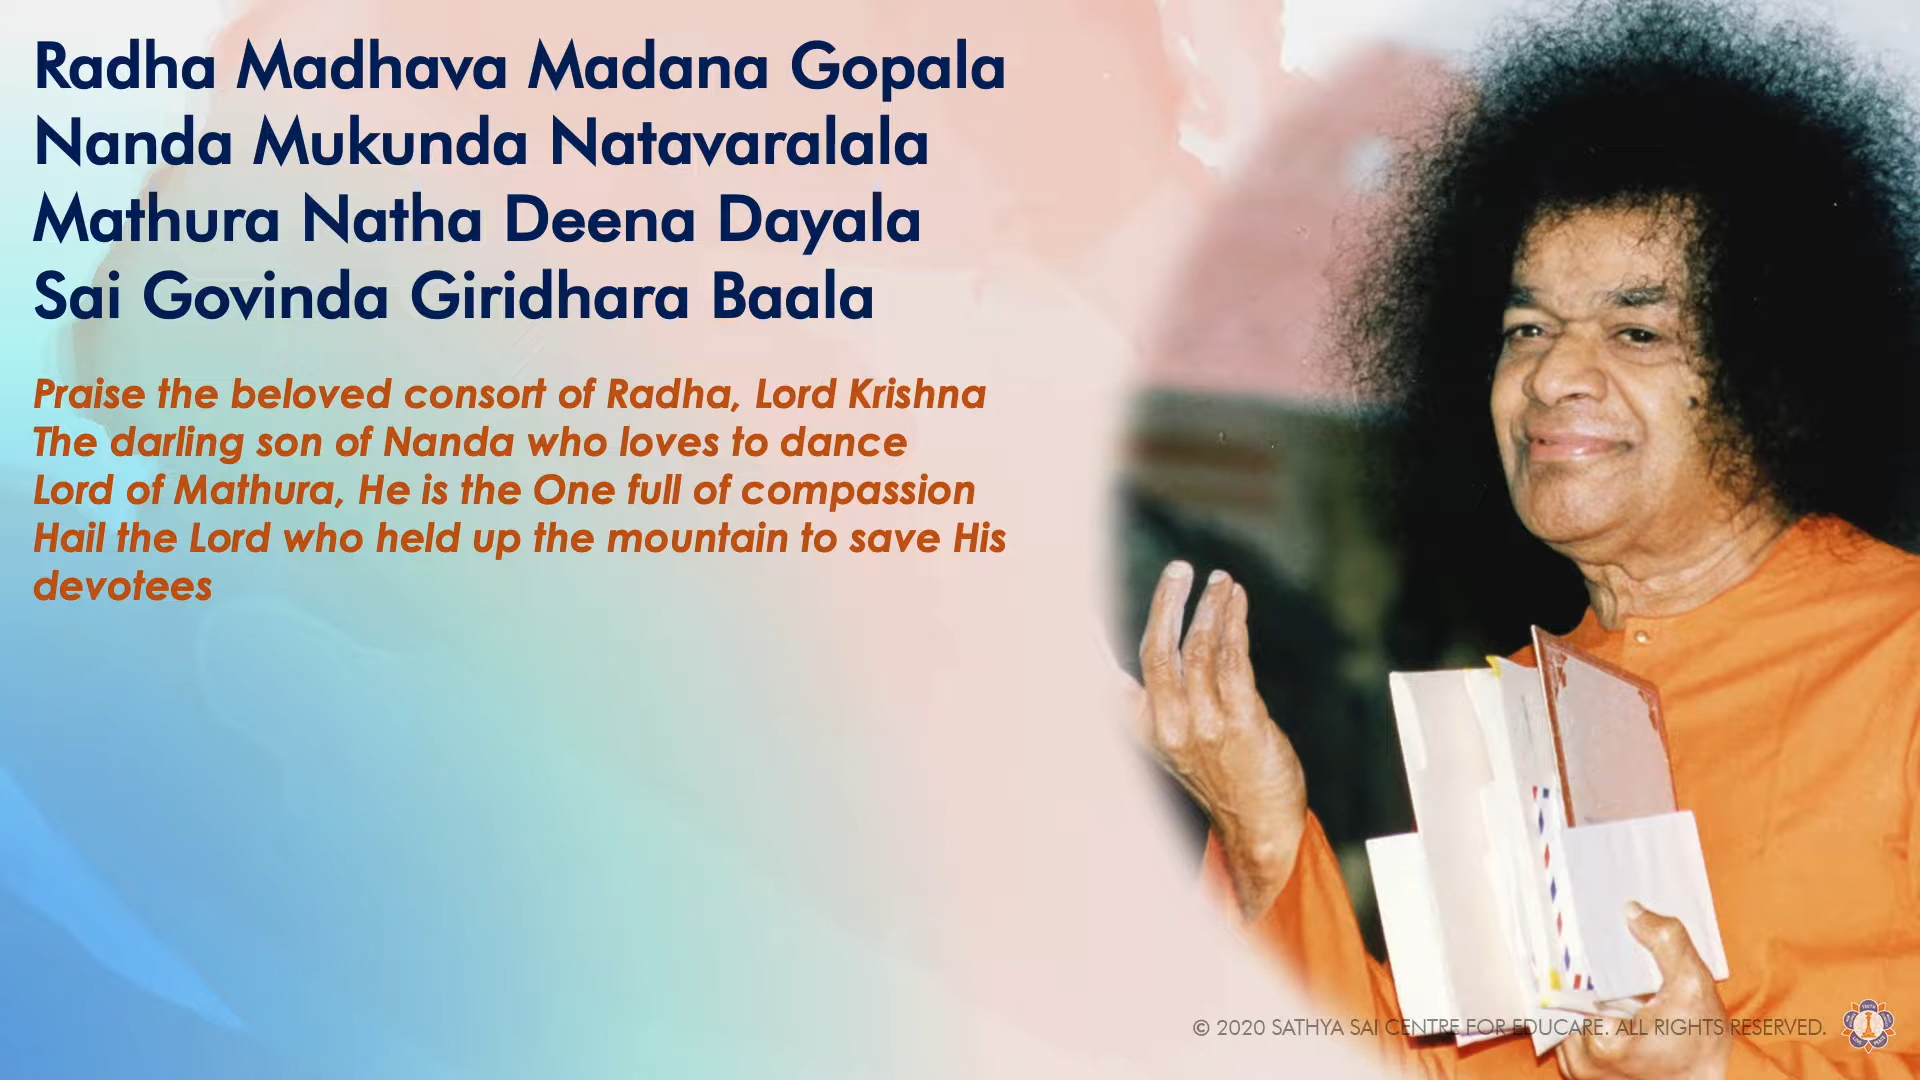 Radha Madhava Madana Gopala
Nanda Mukunda Natavaralala
Mathura Natha Deena Dayala
Sai Govinda Giridhara Baala
Praise the beloved consort of Radha, Lord Krishna
The darling son of Nanda who loves to dance
Lord of Mathura, He is the One full of compassion
Hail the Lord who held up the mountain to save His
devotees
© 2020 SATHYA SAI CENTRE FOR EDUCARE. ALL RIGHTS RESERVED.